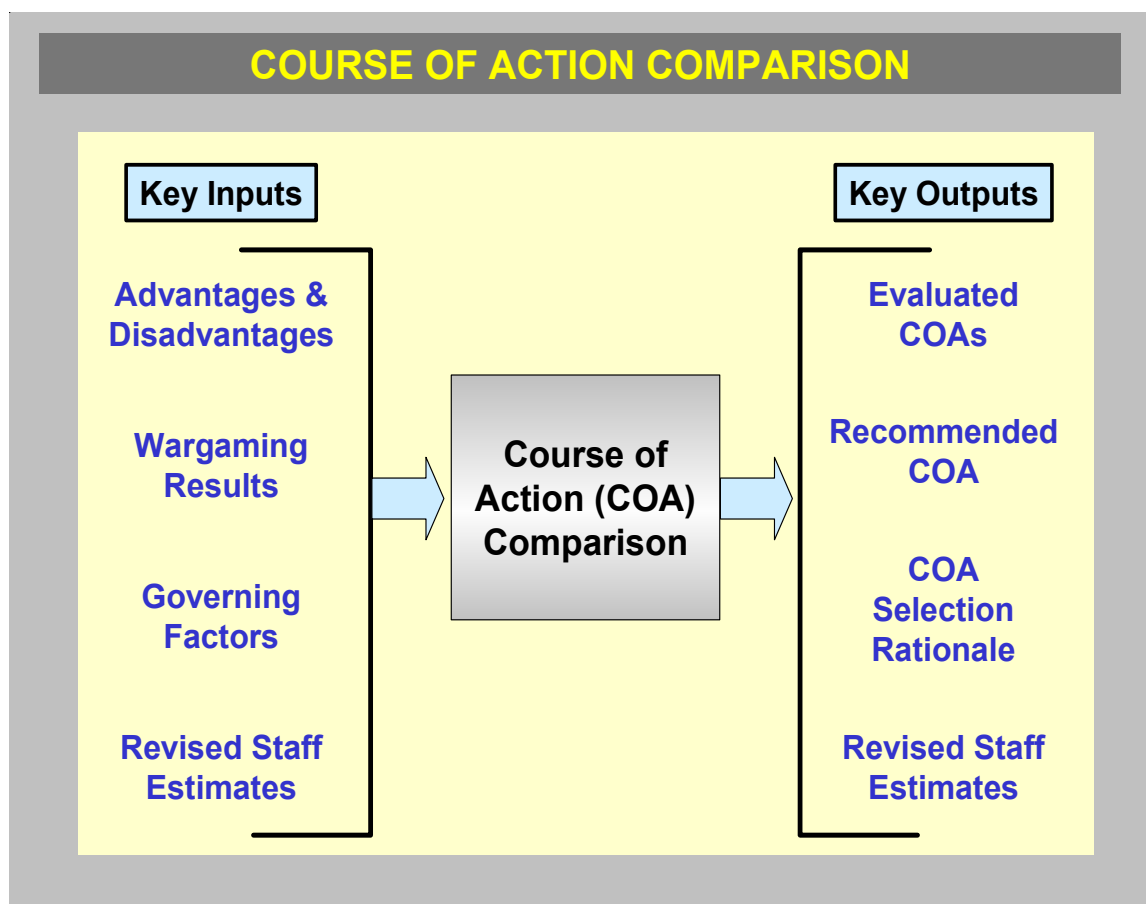 COURSE OF ACTION COMPARISON
Key Inputs
Advantages &
Disadvantages
Wargaming
Results
Governing
Factors
Revised Staff
Estimates
Course of
Action (COA)
Comparison
Key Outputs
Evaluated
COAs
Recommended
COA
COA
Selection
Rationale
Revised Staff
Estimates